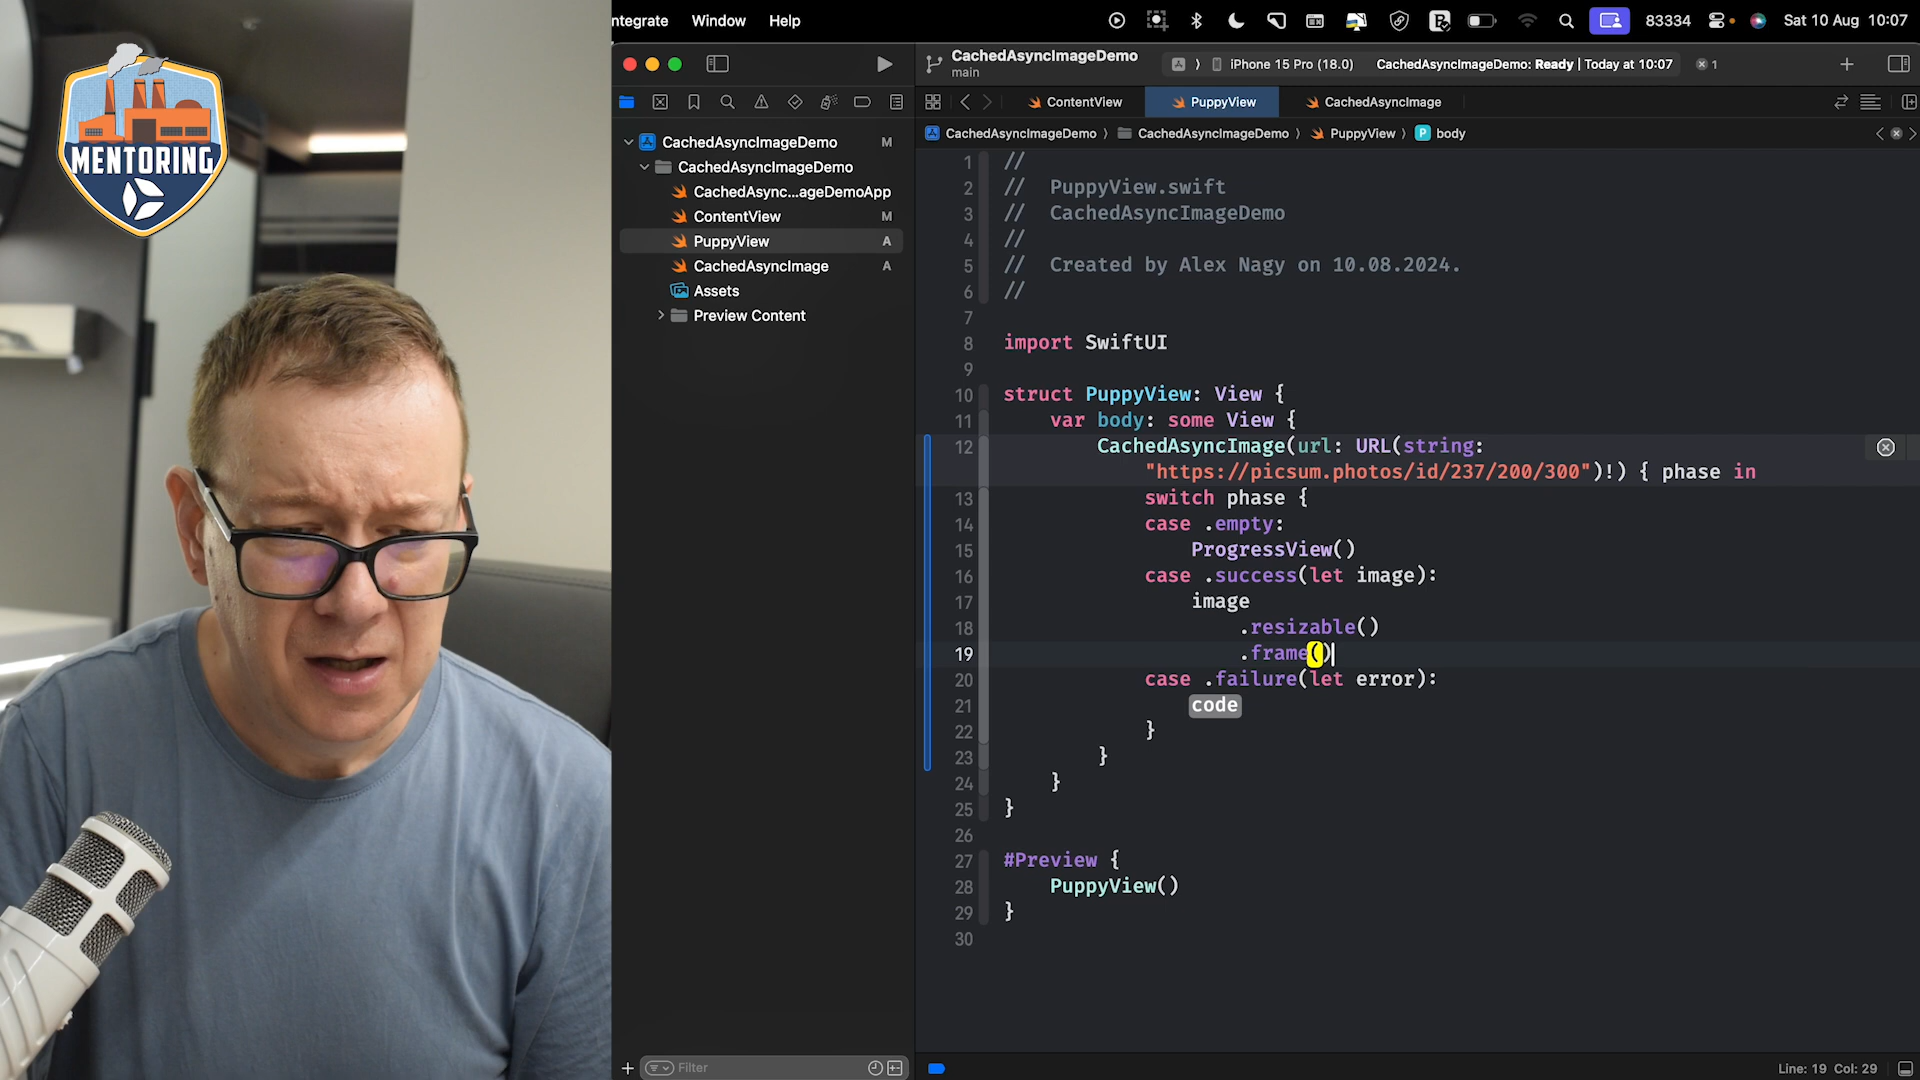 MENTORING
ntegrate Window Help
83334 Sat 10 Aug 10:07
CachedAsyncImageDemo
main
iPhone 15 Pro (18.0) CachedAsyncImageDemo: Ready | Today at 10:07 1
ContentView PuppyView CachedAsyncImage
CachedAsyncImageDemo CachedAsyncImageDemo PuppyView P body
CachedAsyncImageDemo M
CachedAsyncImageDemo
CachedAsync...ageDemoApp
ContentView M
PuppyView A
CachedAsyncImage A
Assets
Preview Content
Filter
1 //
2 //  PuppyView.swift
3 //  CachedAsyncImageDemo
4 //
5 //  Created by Alex Nagy on 10.08.2024.
6 //
7
8 import SwiftUI
9
10 struct PuppyView: View {
11     var body: some View {
12         CachedAsyncImage(url: URL(string:
"https://picsum.photos/id/237/200/300")!) { phase in
13             switch phase {
14             case .empty:
15                 ProgressView()
16             case .success(let image):
17                 image
18                     .resizable()
19                     .frame()
20             case .failure(let error):
21                 code
22             }
23         }
24     }
25 }
26
27 #Preview {
28     PuppyView()
29 }
30
Line: 19 Col: 29